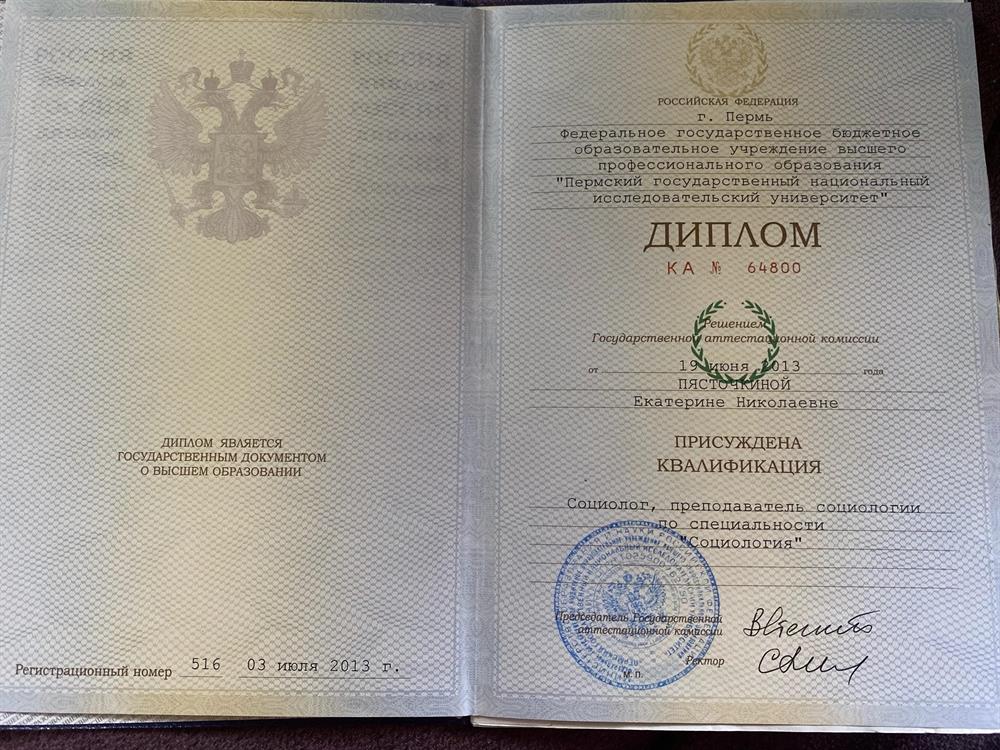 ДИПЛОМ ЯВЛЯЕТСЯ
ГОСУДАРСТВЕННЫМ ДОКУМЕНТОМ
О ВЫСШЕМ ОБРАЗОВАНИИ
Регистрационный номер 516 03 июля 2013 г.
РОССИЙСКАЯ ФЕДЕРАЦИЯ
г. Пермь
Федеральное государственное бюджетное
образовательное учреждение высшего
профессионального образования
"Пермский государственный национальный
исследовательский университет"
ДИПЛОМ
КА № 64800
Решением
Государственной аттестационной комиссии
от 19 июня 2013 года
ПЯСТОЧКИНОЙ
Екатерине Николаевне
ПРИСУЖДЕНА
КВАЛИФИКАЦИЯ
Социолог, преподаватель социологии
по специальности
"Социология"
Председатель Государственной
аттестационной комиссии
Ректор
М. П.